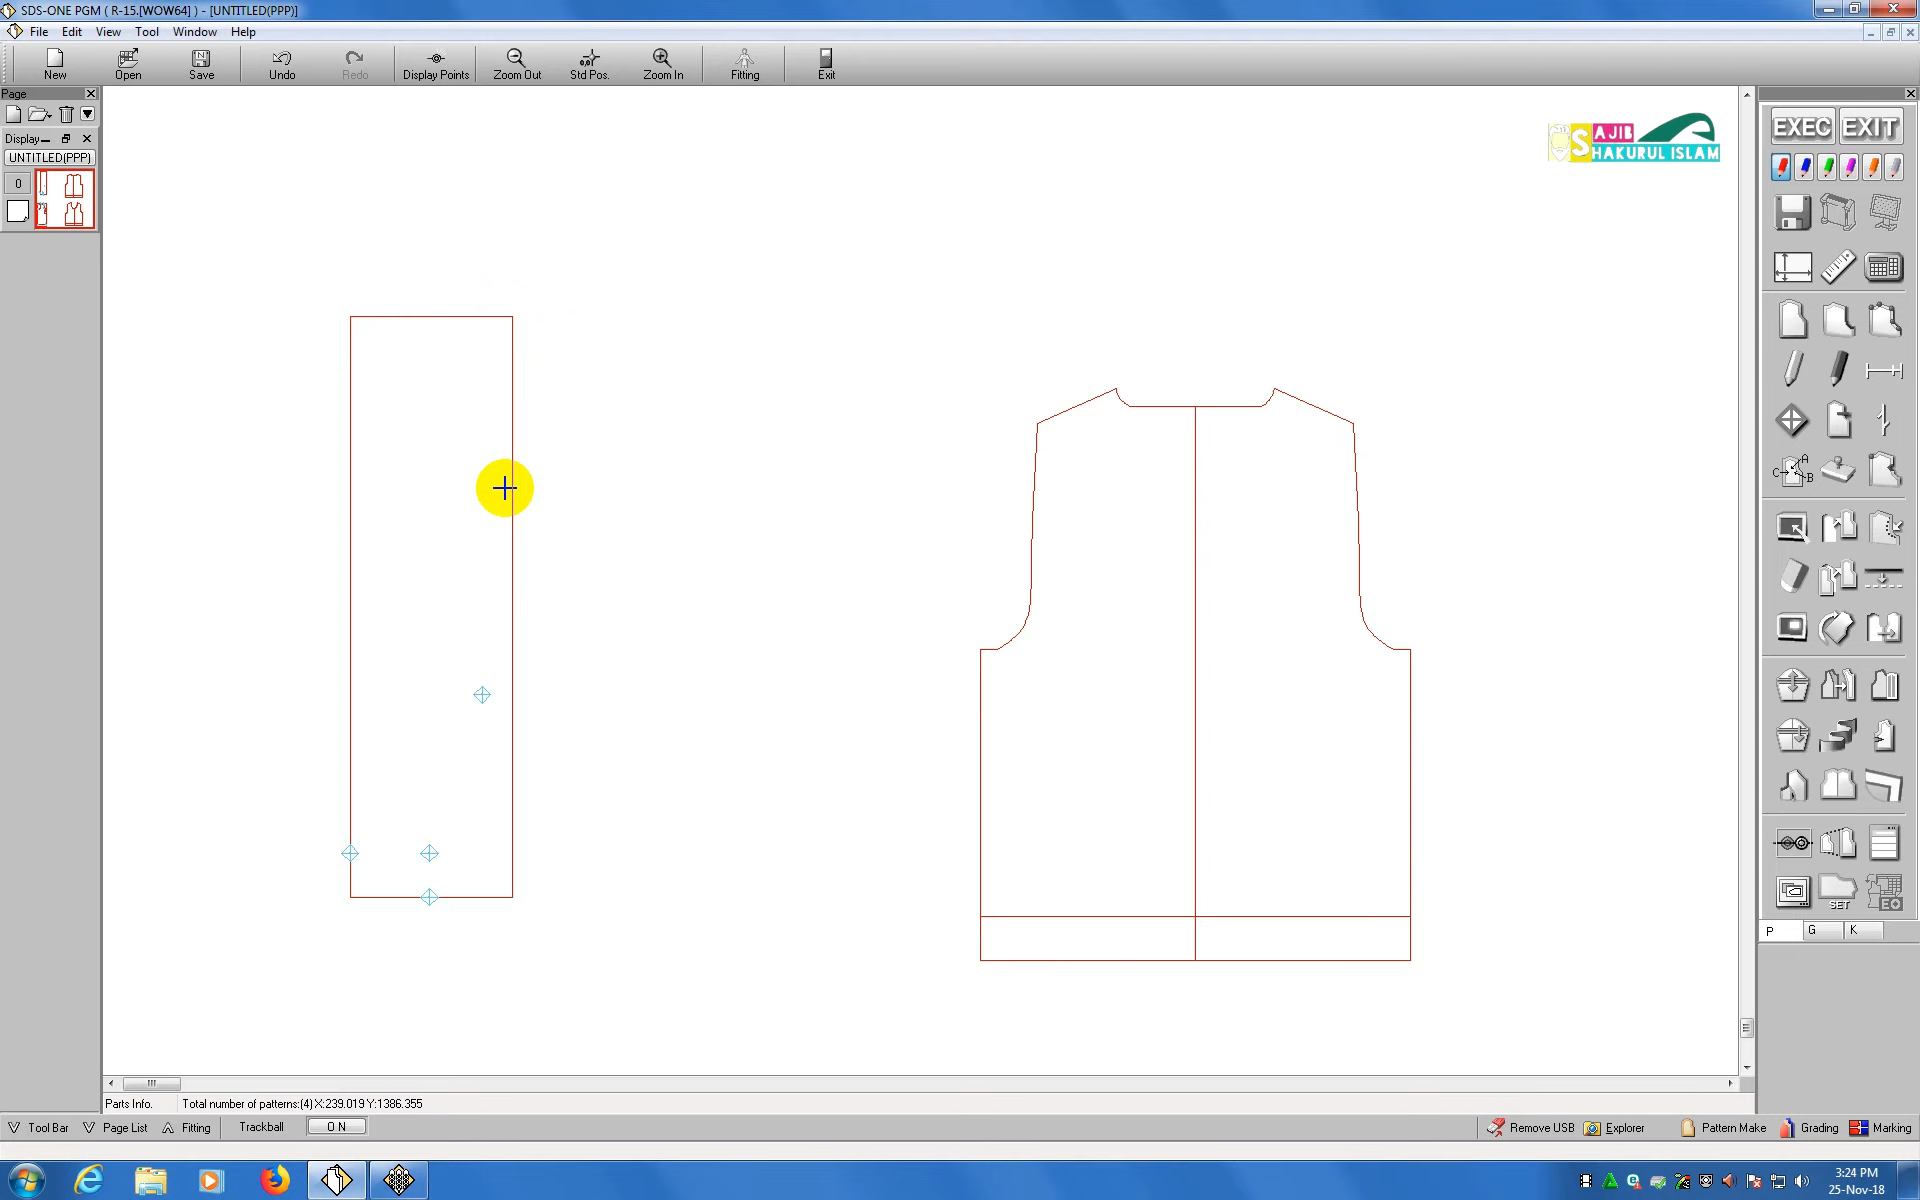 SDS-ONE PGM ( R-15.[WOW64] ) - [UNTITLED(PPP)]
File Edit View Tool Window Help
New Open Save Undo Redo Display Points Zoom Out Std Pos. Zoom In Fitting Exit
Page
Display
UNTITLED(PPP)
0
S AJIB
HAKURUL ISLAM
EXEC EXIT
A
C B
SET EO
P G K
Parts Info. Total number of patterns:(4)X:239.019 Y:1386.355
Tool Bar Page List Fitting Trackball ON Remove USB Explorer Pattern Make Grading Marking
3:24 PM
25-Nov-18